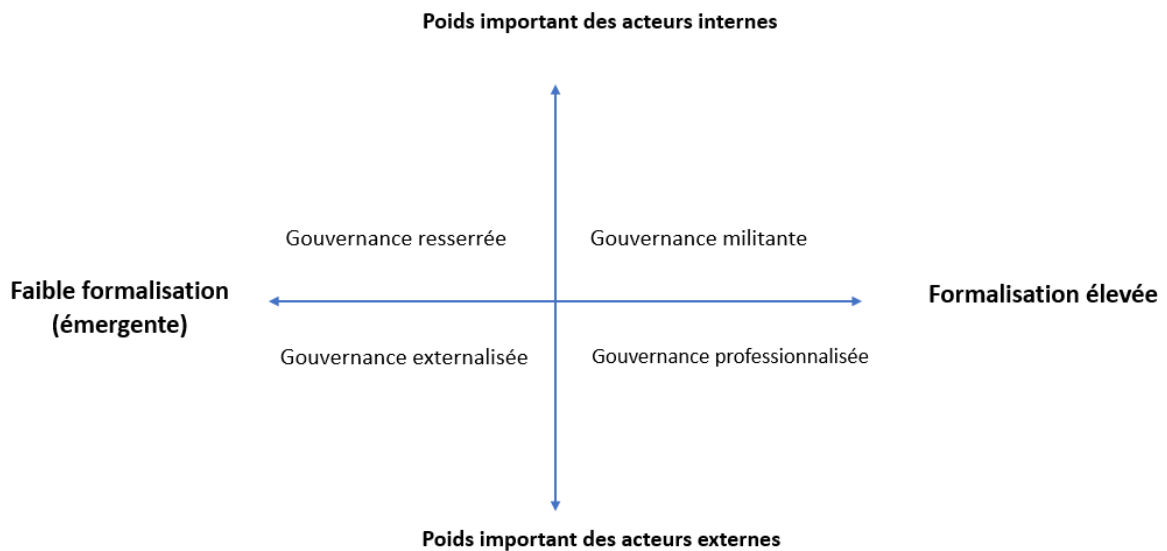 Poids important des acteurs internes
Gouvernance resserrée
Gouvernance militante
Faible formalisation
(émergente)
Formalisation élevée
Gouvernance externalisée
Gouvernance professionnalisée
Poids important des acteurs externes